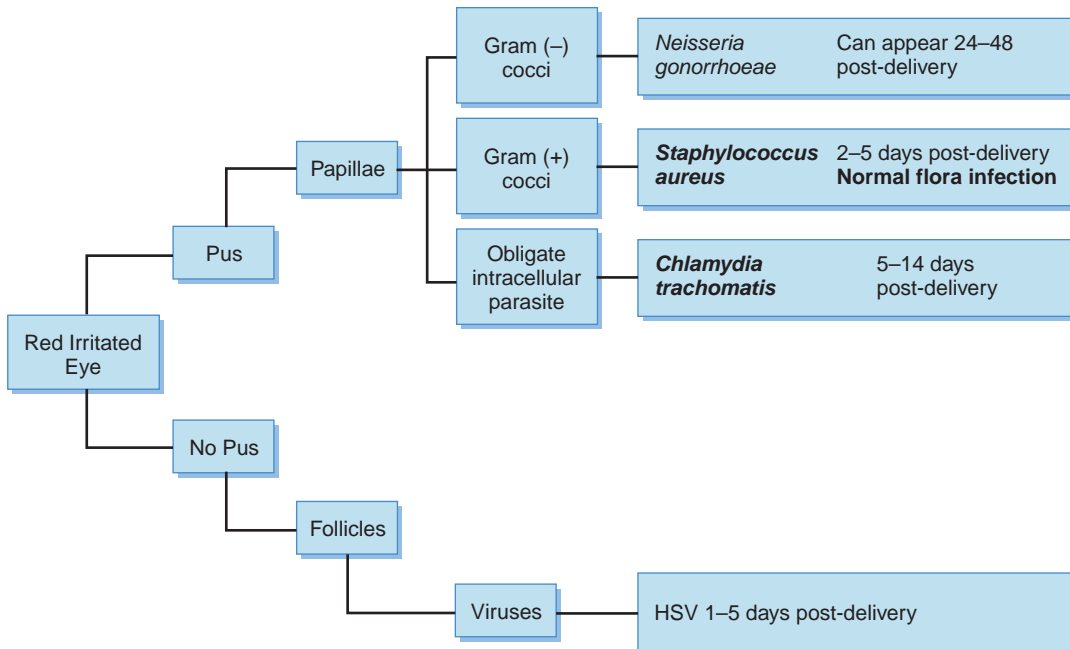 Gram (–)
cocci
Neisseria
gonorrhoeae
Can appear 24–48
post-delivery
Papillae
Gram (+)
cocci
Staphylococcus
aureus
2–5 days post-delivery
Normal flora infection
Pus
Obligate
intracellular
parasite
Chlamydia
trachomatis
5–14 days
post-delivery
Red Irritated
Eye
No Pus
Follicles
Viruses
HSV 1–5 days post-delivery